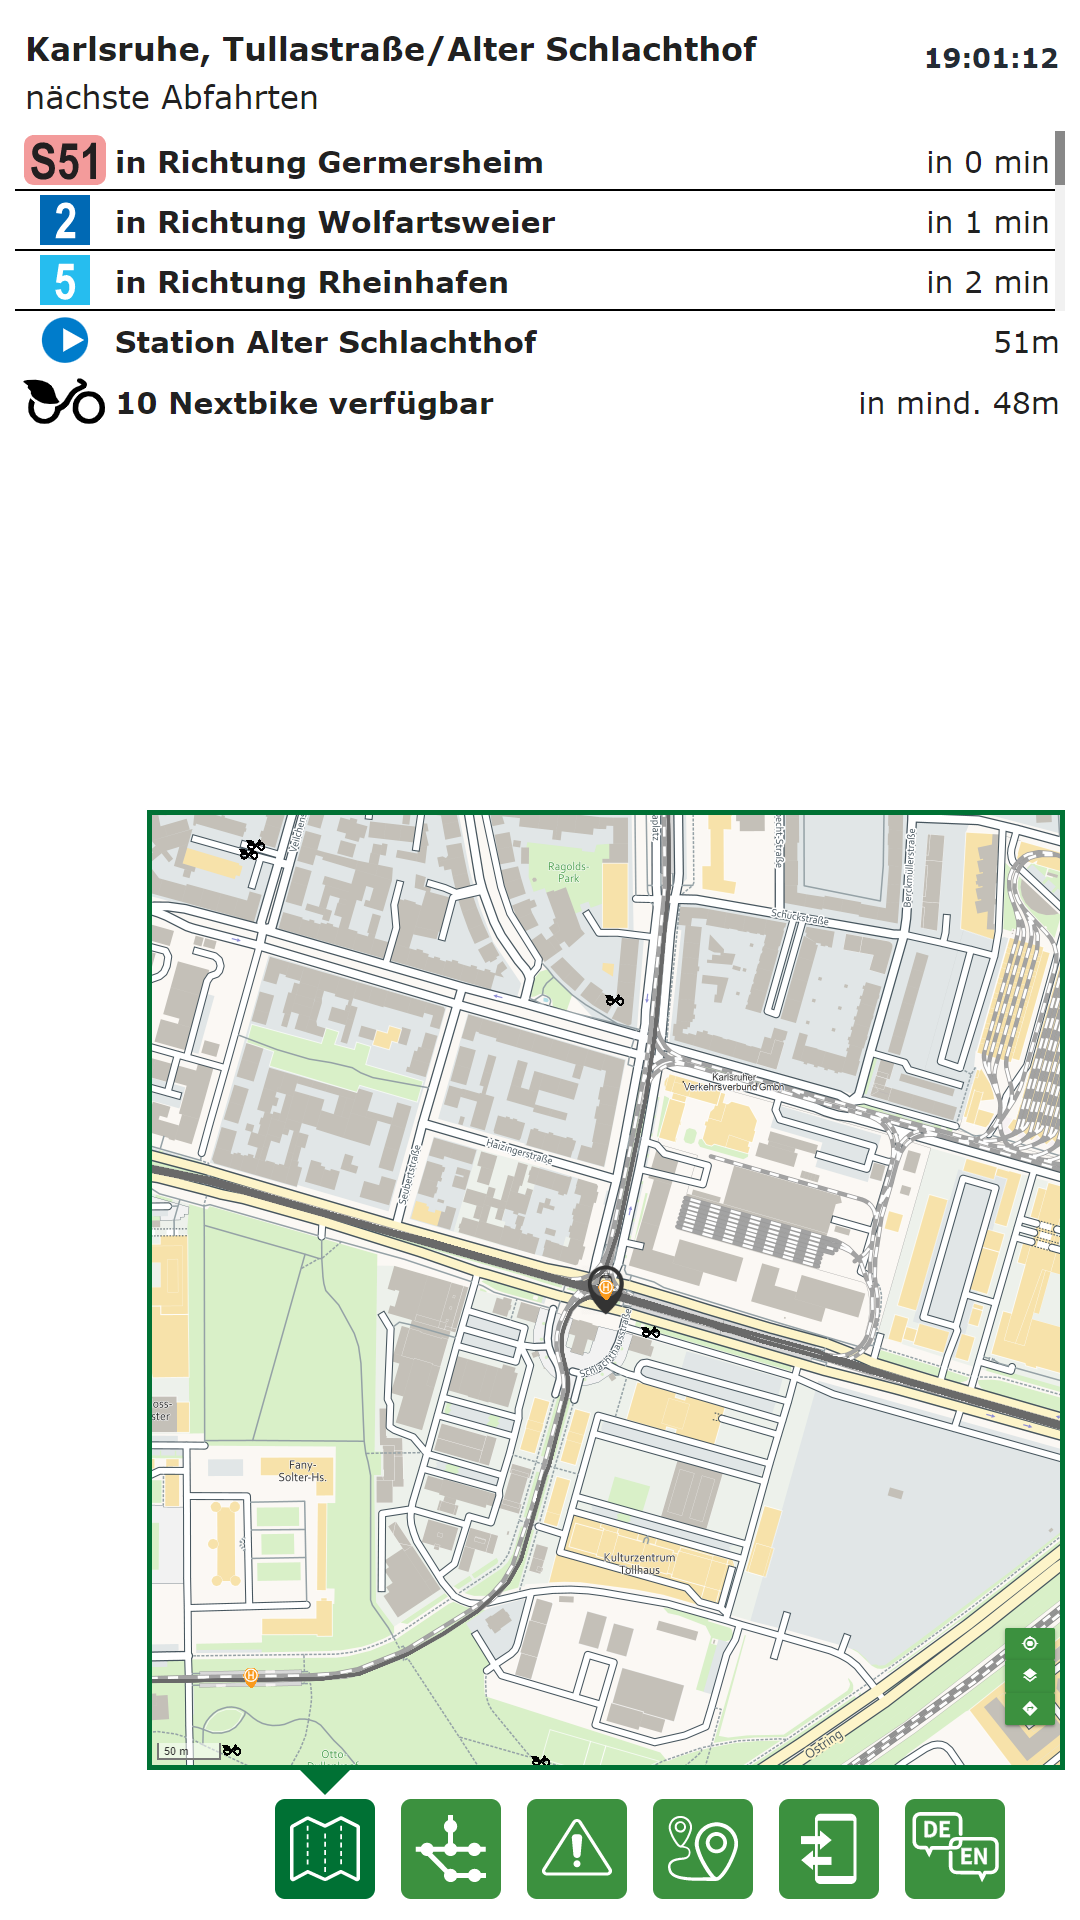 Karlsruhe, Tullastraße/Alter Schlachthof
19:01:12
nächste Abfahrten
S51 in Richtung Germersheim in 0 min
2 in Richtung Wolfartsweier in 1 min
5 in Richtung Rheinhafen in 2 min
Station Alter Schlachthof 51m
10 Nextbike verfügbar in mind. 48m
Ragolds-
Park
Berckmüllerstraße
Schuckstraße
Karlsruher
Verkehrsverbund Gmbh
Haizingerstraße
Seubertstraße
H
Schlachthausstraße
Fany-
Solter-Hs.
Kulturzentrum
Tollhaus
H
50 m
Otto
Ostring
DE
EN